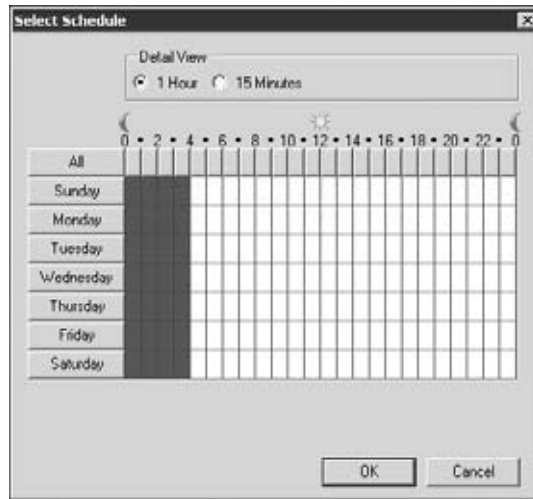 Select Schedule
Detail View
1 Hour 15 Minutes
0 • 2 • 4 • 6 • 8 • 10 • 12 • 14 • 16 • 18 • 20 • 22 • 0
All
Sunday
Monday
Tuesday
Wednesday
Thursday
Friday
Saturday
OK Cancel